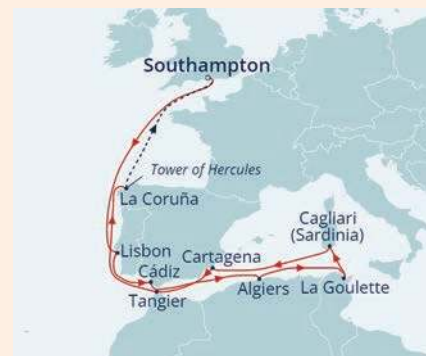 Southampton
Tower of Hercules
La Coruña
Lisbon
Cádiz
Tangier
Cartagena
Algiers
La Goulette
Cagliari
(Sardinia)